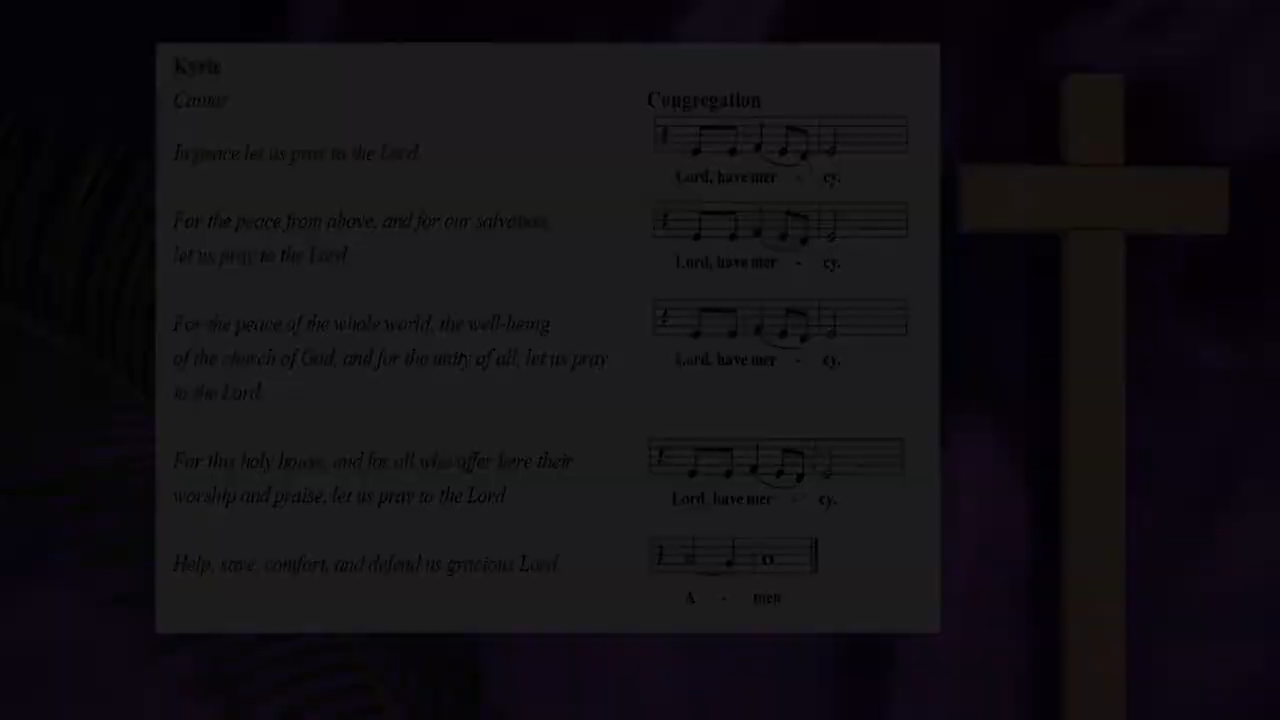 Kyrie
Cantor
Congregation
In peace let us pray to the Lord.
Lord, have mer - cy.
For the peace from above, and for our salvation,
let us pray to the Lord
Lord, have mer - cy.
For the peace of the whole world, the well-being
of the church of God, and for the unity of all, let us pray
to the Lord.
Lord, have mer - cy.
For this holy house, and for all who offer here their
worship and praise, let us pray to the Lord
Lord, have mer - cy.
Help, save, comfort, and defend us gracious Lord
A - men